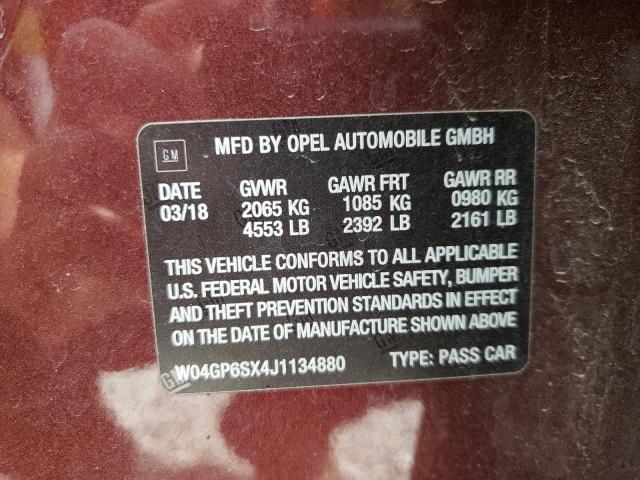 GM
MFD BY OPEL AUTOMOBILE GMBH
DATE GVWR GAWR FRT GAWR RR
03/18 2065 KG 1085 KG 0980 KG
4553 LB 2392 LB 2161 LB
THIS VEHICLE CONFORMS TO ALL APPLICABLE
U.S. FEDERAL MOTOR VEHICLE SAFETY, BUMPER
AND THEFT PREVENTION STANDARDS IN EFFECT
ON THE DATE OF MANUFACTURE SHOWN ABOVE
W04GP6SX4J1134880 TYPE: PASS CAR